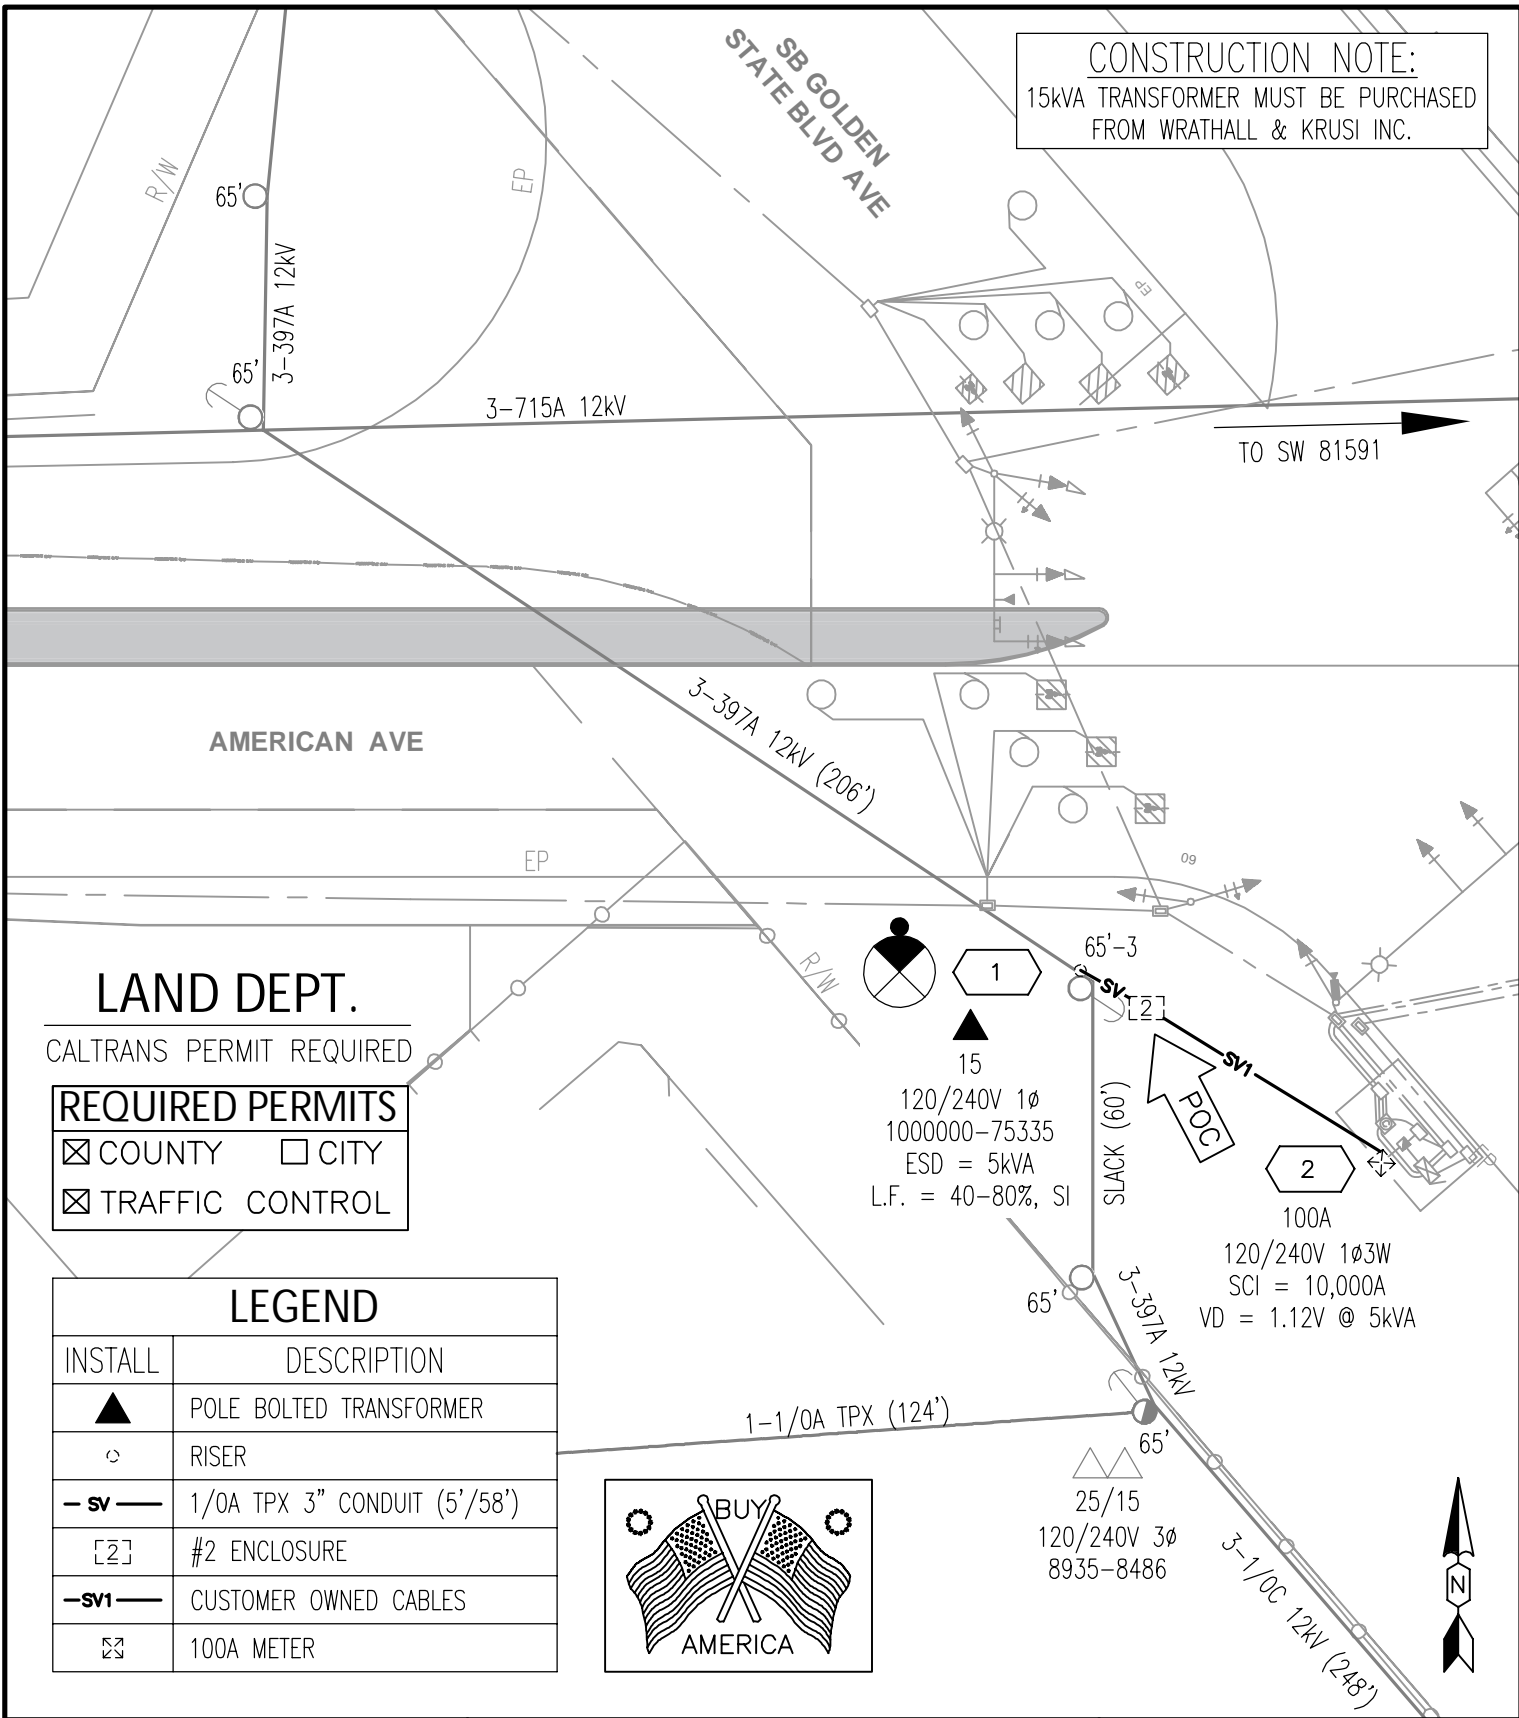 CONSTRUCTION NOTE:
15kVA TRANSFORMER MUST BE PURCHASED
FROM WRATHALL & KRUSI INC.
SB GOLDEN
STATE BLVD AVE
R/W
EP
65'
3-397A 12kV
65'
EP
3-715A 12kV
TO SW 81591
AMERICAN AVE
3-397A 12kV (206')
EP
60
R/W
65'-3
1
SV
2
SV1
POC
15
120/240V 1ø
1000000-75335
ESD = 5kVA
L.F. = 40-80%, SI
SLACK (60')
2
100A
120/240V 1ø3W
SCI = 10,000A
VD = 1.12V @ 5kVA
LAND DEPT.
CALTRANS PERMIT REQUIRED
REQUIRED PERMITS
COUNTY CITY
TRAFFIC CONTROL
65'
3-397A 12kV
LEGEND
INSTALL DESCRIPTION
POLE BOLTED TRANSFORMER
RISER
SV 1/0A TPX 3" CONDUIT (5'/58')
2 #2 ENCLOSURE
SV1 CUSTOMER OWNED CABLES
100A METER
1-1/0A TPX (124')
65'
25/15
120/240V 3ø
8935-8486
3-1/0C 12kV (248')
BUY
AMERICA
N